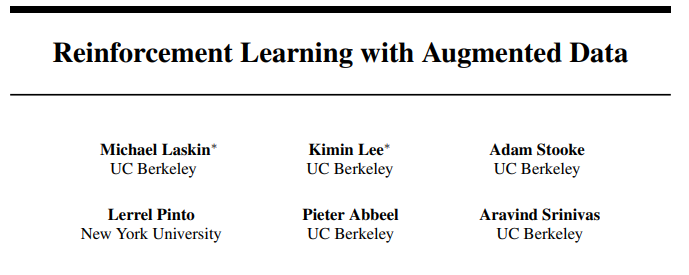 Reinforcement Learning with Augmented Data
Michael Laskin* Kimin Lee* Adam Stooke
UC Berkeley UC Berkeley UC Berkeley
Lerrel Pinto Pieter Abbeel Aravind Srinivas
New York University UC Berkeley UC Berkeley